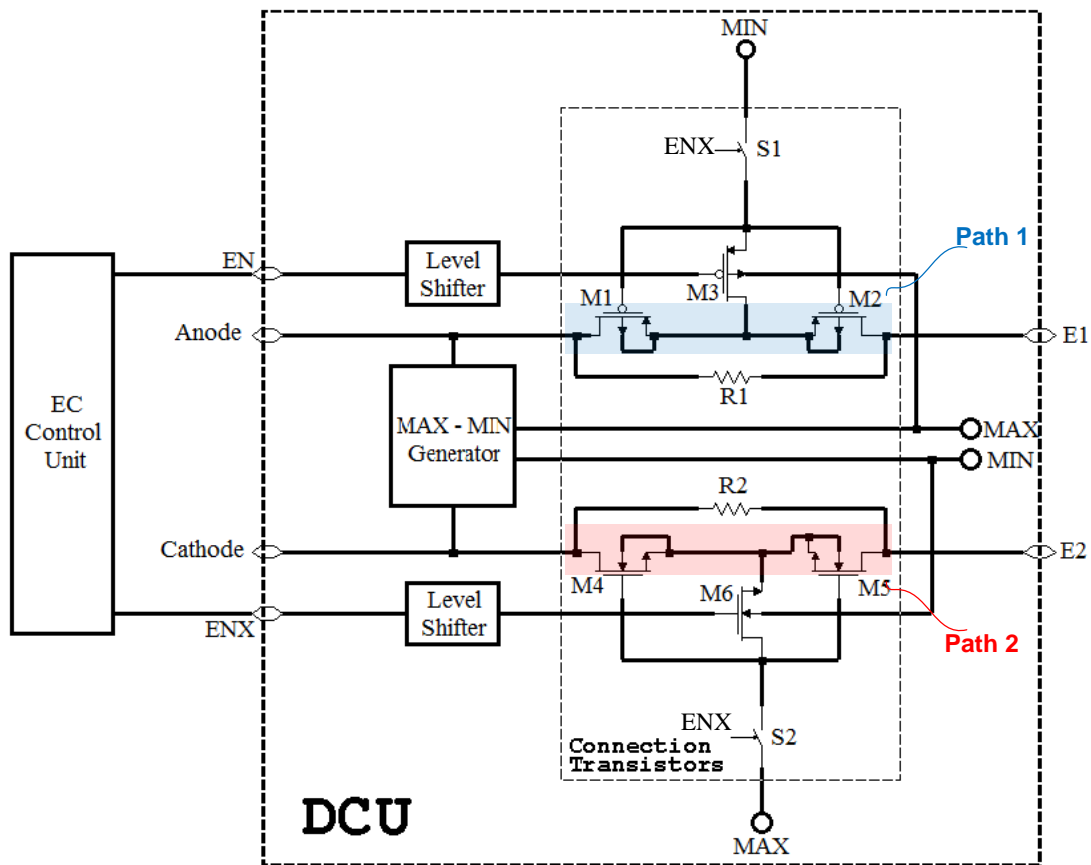 MIN
ENX
S1
Path 1
EN
Level
Shifter
M3
M1
M2
Anode
E1
R1
EC
Control
Unit
MAX - MIN
Generator
MAX
MIN
R2
Cathode
E2
M4
M6
M5
ENX
Level
Shifter
Path 2
ENX
S2
Connection
Transistors
DCU
MAX